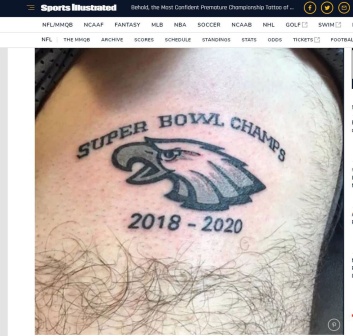 Sports Illustrated
Behold, the Most Confident Premature Championship Tattoo of ...
NFL/MMQB NCAAF FANTASY MLB NBA SOCCER NCAAB NHL GOLF SWIM
NFL THE MMQB ARCHIVE SCORES SCHEDULE STANDINGS STATS ODDS TICKETS FOOTBAL
SUPER BOWL CHAMPS
2018 - 2020